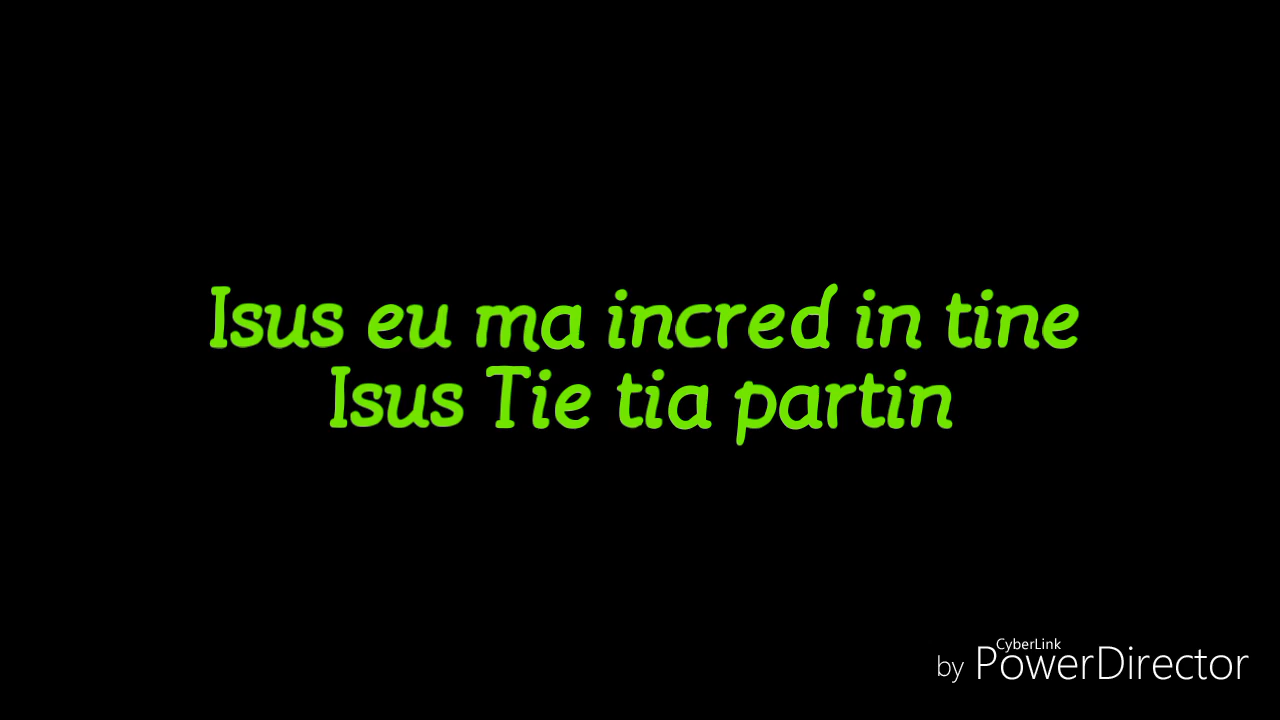 Isus eu ma incred in tine
Isus Tie tia partin
by CyberLink PowerDirector